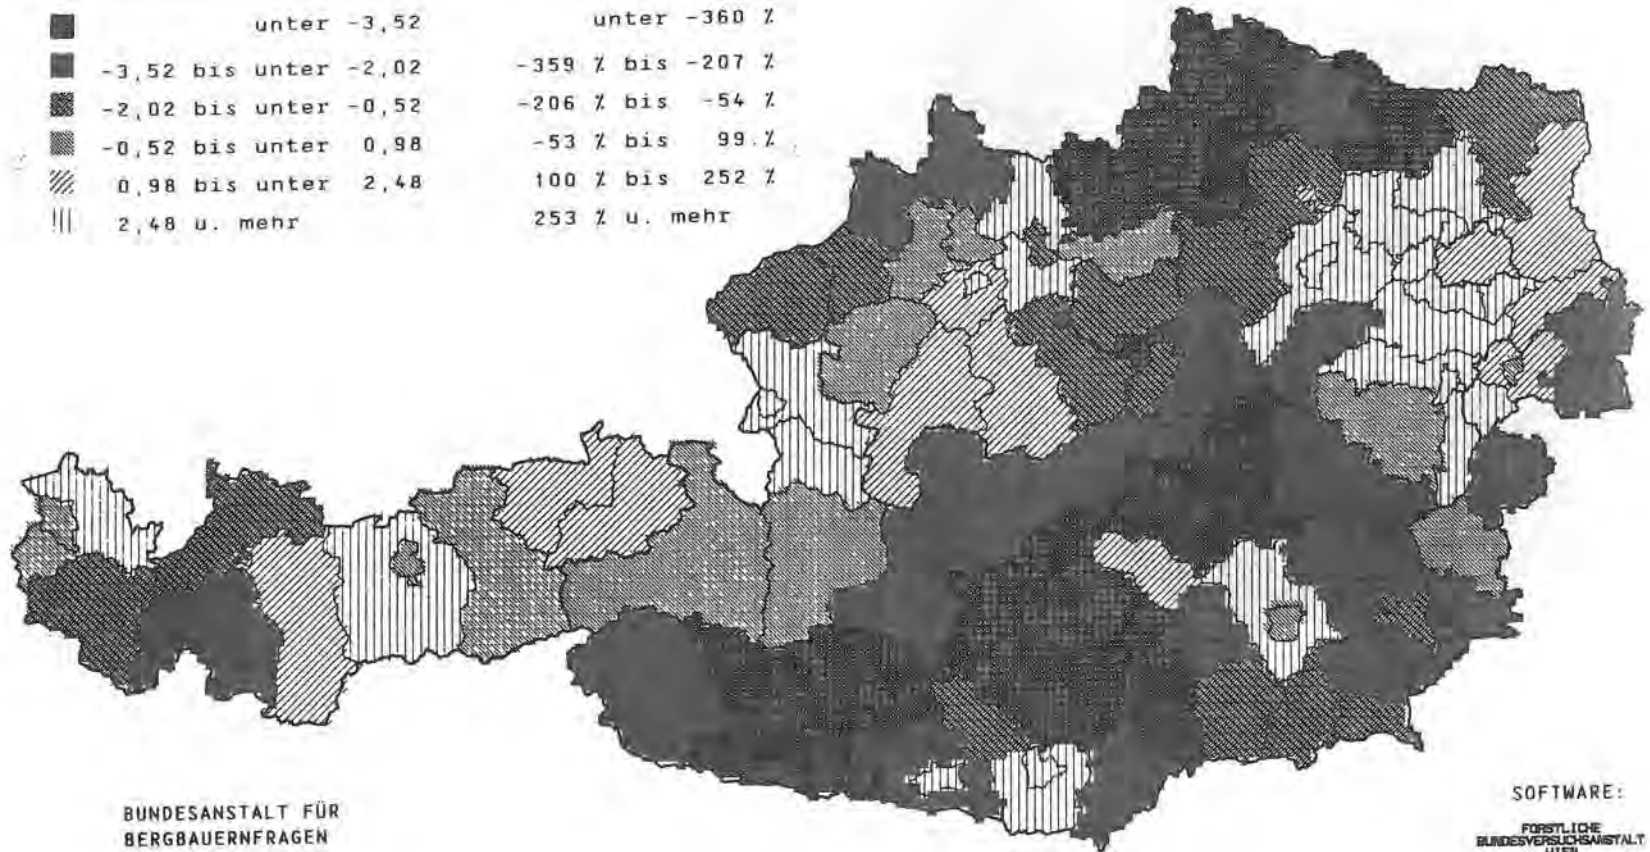 unter -3,52 unter -360 %
-3,52 bis unter -2,02 -359 % bis -207 %
-2,02 bis unter -0,52 -206 % bis -54 %
-0,52 bis unter 0,98 -53 % bis 99 %
0,98 bis unter 2,48 100 % bis 252 %
2,48 u. mehr 253 % u. mehr
BUNDESANSTALT FÜR
BERGBAUERNFRAGEN
SOFTWARE:
FORSTLICHE
BUNDESVERSUCHSANSTALT
WIEN